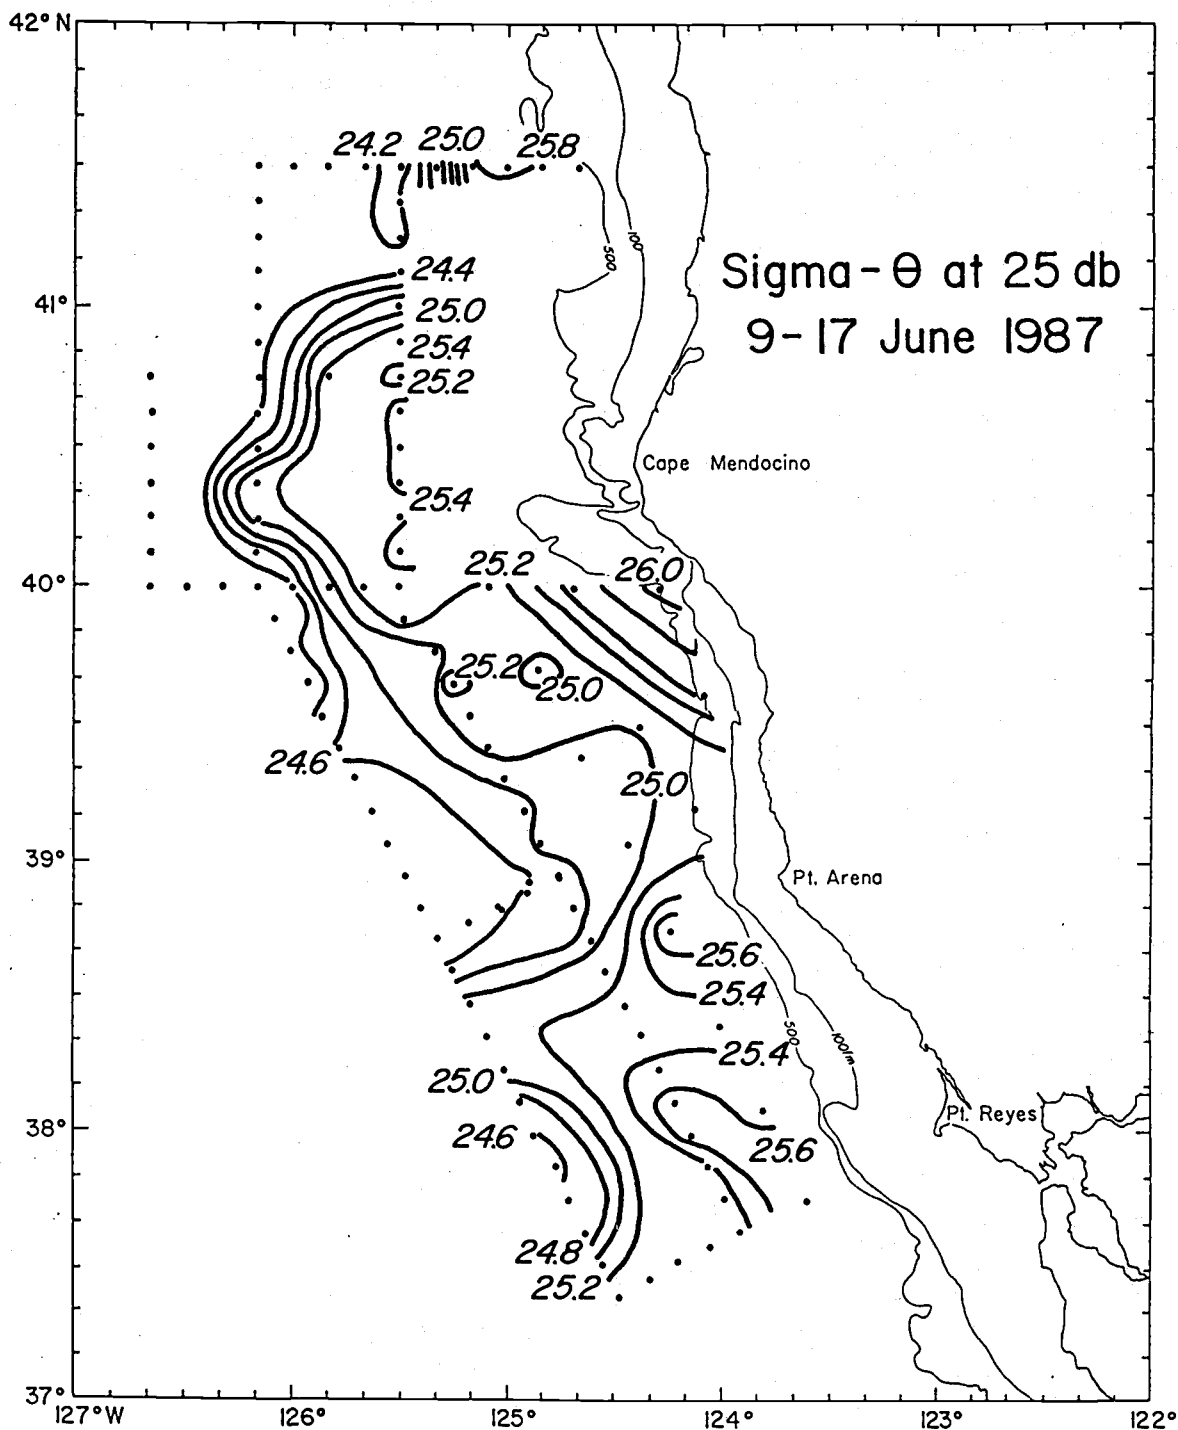 42° N
24.2 25.0 25.8
500 100
Sigma-θ at 25 db
9-17 June 1987
24.4
41°
25.0
25.4
25.2
Cape Mendocino
25.4
25.2 26.0
40°
25.2 25.0
24.6
25.0
39°
Pt. Arena
25.6
25.4
500 100fm
25.4
25.0
Pt. Reyes
38°
24.6
25.6
24.8
25.2
37°
127°W 126° 125° 124° 123° 122°